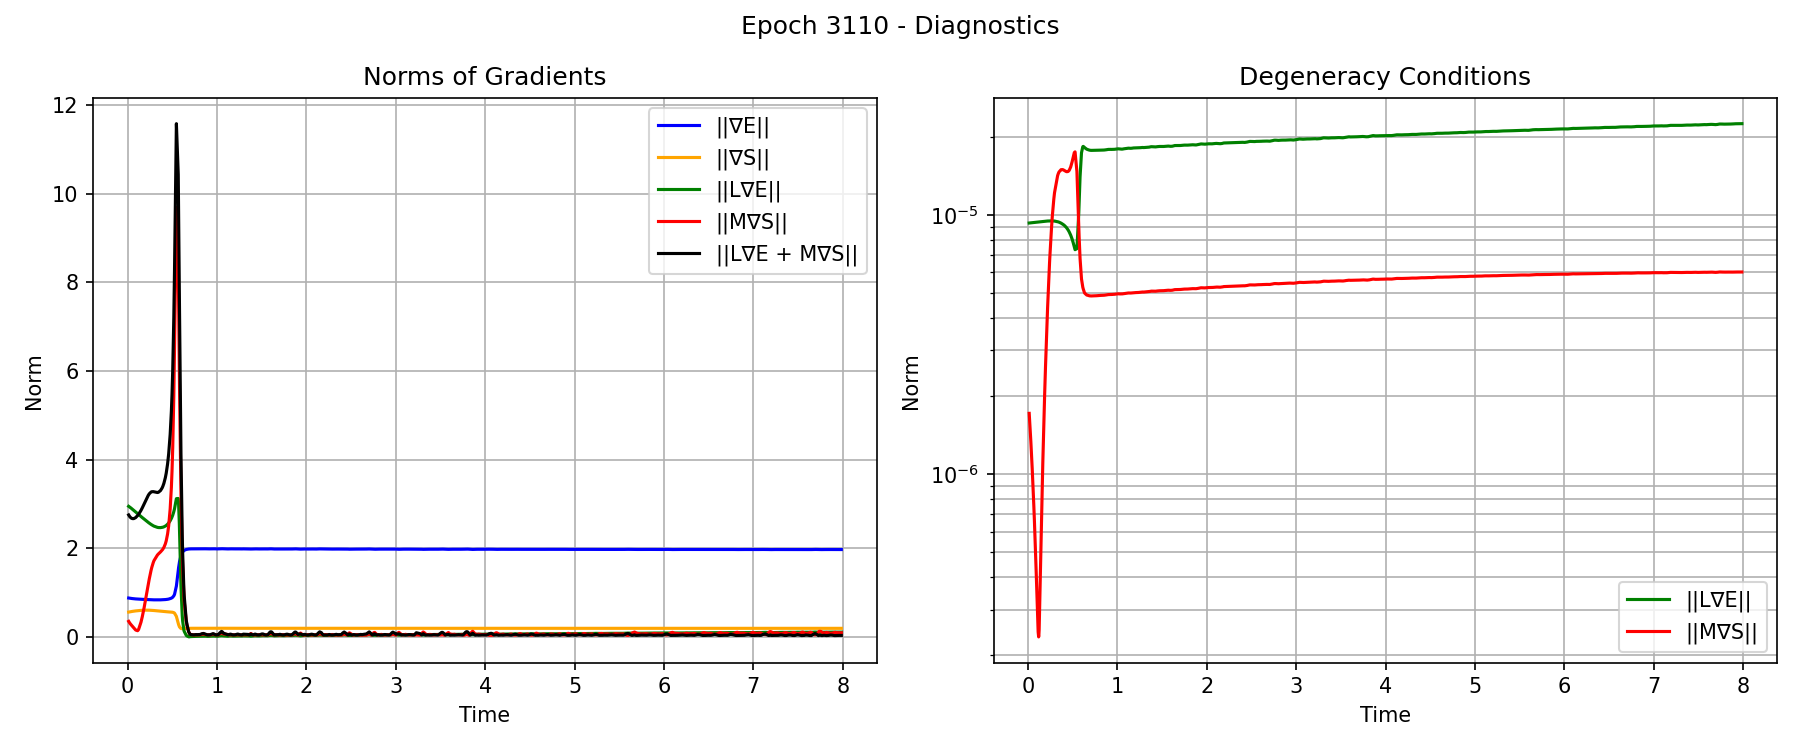 Epoch 3110 - Diagnostics
Norms of Gradients
12
10
8
6
4
2
0
Norm
0 1 2 3 4 5 6 7 8
Time
||∇E||
||∇S||
||L∇E||
||M∇S||
||L∇E + M∇S||
Degeneracy Conditions
10⁻⁵
10⁻⁶
Norm
0 1 2 3 4 5 6 7 8
Time
||L∇E||
||M∇S||